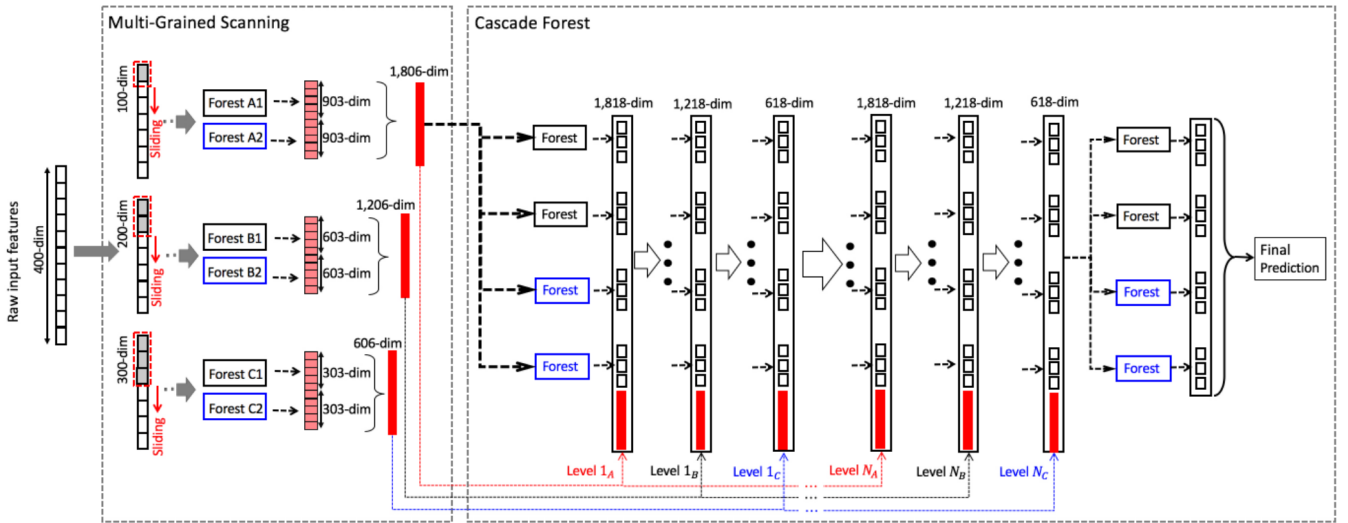 Multi-Grained Scanning
Cascade Forest
Raw input features
400-dim
100-dim
Sliding
Forest A1
Forest A2
903-dim
903-dim
1,806-dim
200-dim
Sliding
Forest B1
Forest B2
603-dim
603-dim
1,206-dim
300-dim
Sliding
Forest C1
Forest C2
303-dim
303-dim
606-dim
Forest
Forest
Forest
Forest
1,818-dim
1,218-dim
618-dim
1,818-dim
1,218-dim
618-dim
Level 1A
Level 1B
Level 1C
Level NA
Level NB
Level NC
...
...
Forest
Forest
Forest
Forest
Final
Prediction